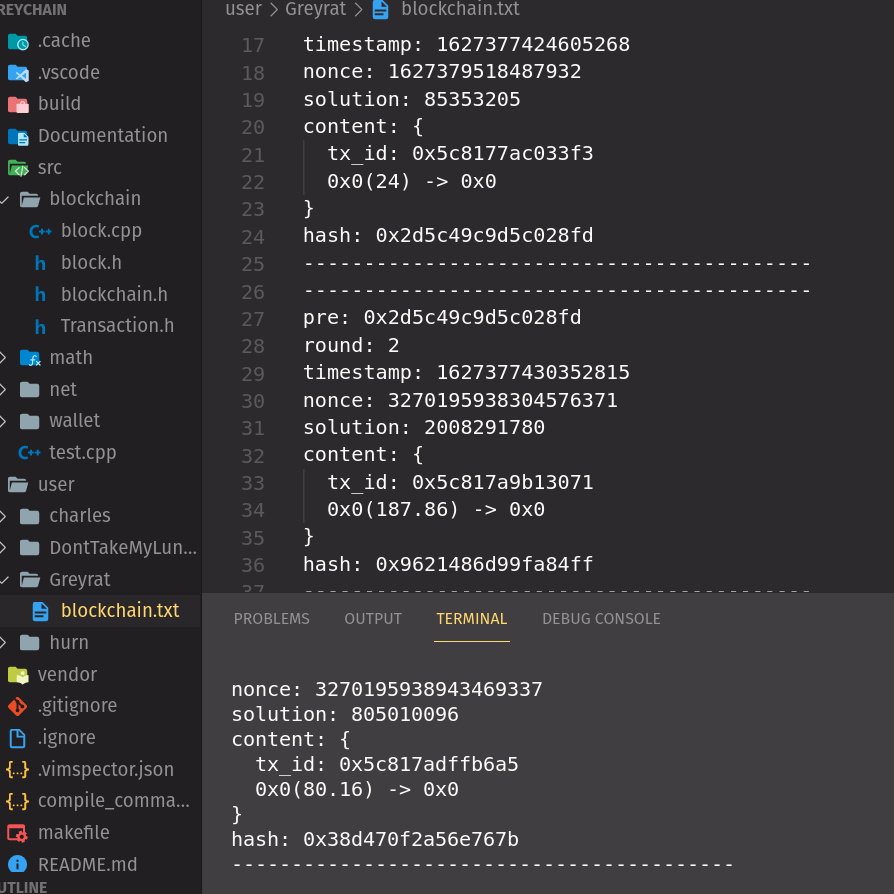 REYCHAIN
.cache
.vscode
build
Documentation
src
blockchain
C++ block.cpp
h block.h
h blockchain.h
h Transaction.h
math
net
wallet
C++ test.cpp
user
charles
DontTakeMyLun...
Greyrat
blockchain.txt
hurn
vendor
.gitignore
.ignore
{..} .vimspector.json
{..} compile_comma...
makefile
README.md
UTLINE
user > Greyrat > blockchain.txt
17 timestamp: 1627377424605268
18 nonce: 1627379518487932
19 solution: 85353205
20 content: {
21 tx_id: 0x5c8177ac033f3
22 0x0(24) -> 0x0
23 }
24 hash: 0x2d5c49c9d5c028fd
25 ------------------------------------------
26 ------------------------------------------
27 pre: 0x2d5c49c9d5c028fd
28 round: 2
29 timestamp: 1627377430352815
30 nonce: 3270195938304576371
31 solution: 2008291780
32 content: {
33 tx_id: 0x5c817a9b13071
34 0x0(187.86) -> 0x0
35 }
36 hash: 0x9621486d99fa84ff
37 ------------------------------------------
PROBLEMS OUTPUT TERMINAL DEBUG CONSOLE
nonce: 3270195938943469337
solution: 805010096
content: {
tx_id: 0x5c817adffb6a5
0x0(80.16) -> 0x0
}
hash: 0x38d470f2a56e767b
------------------------------------------